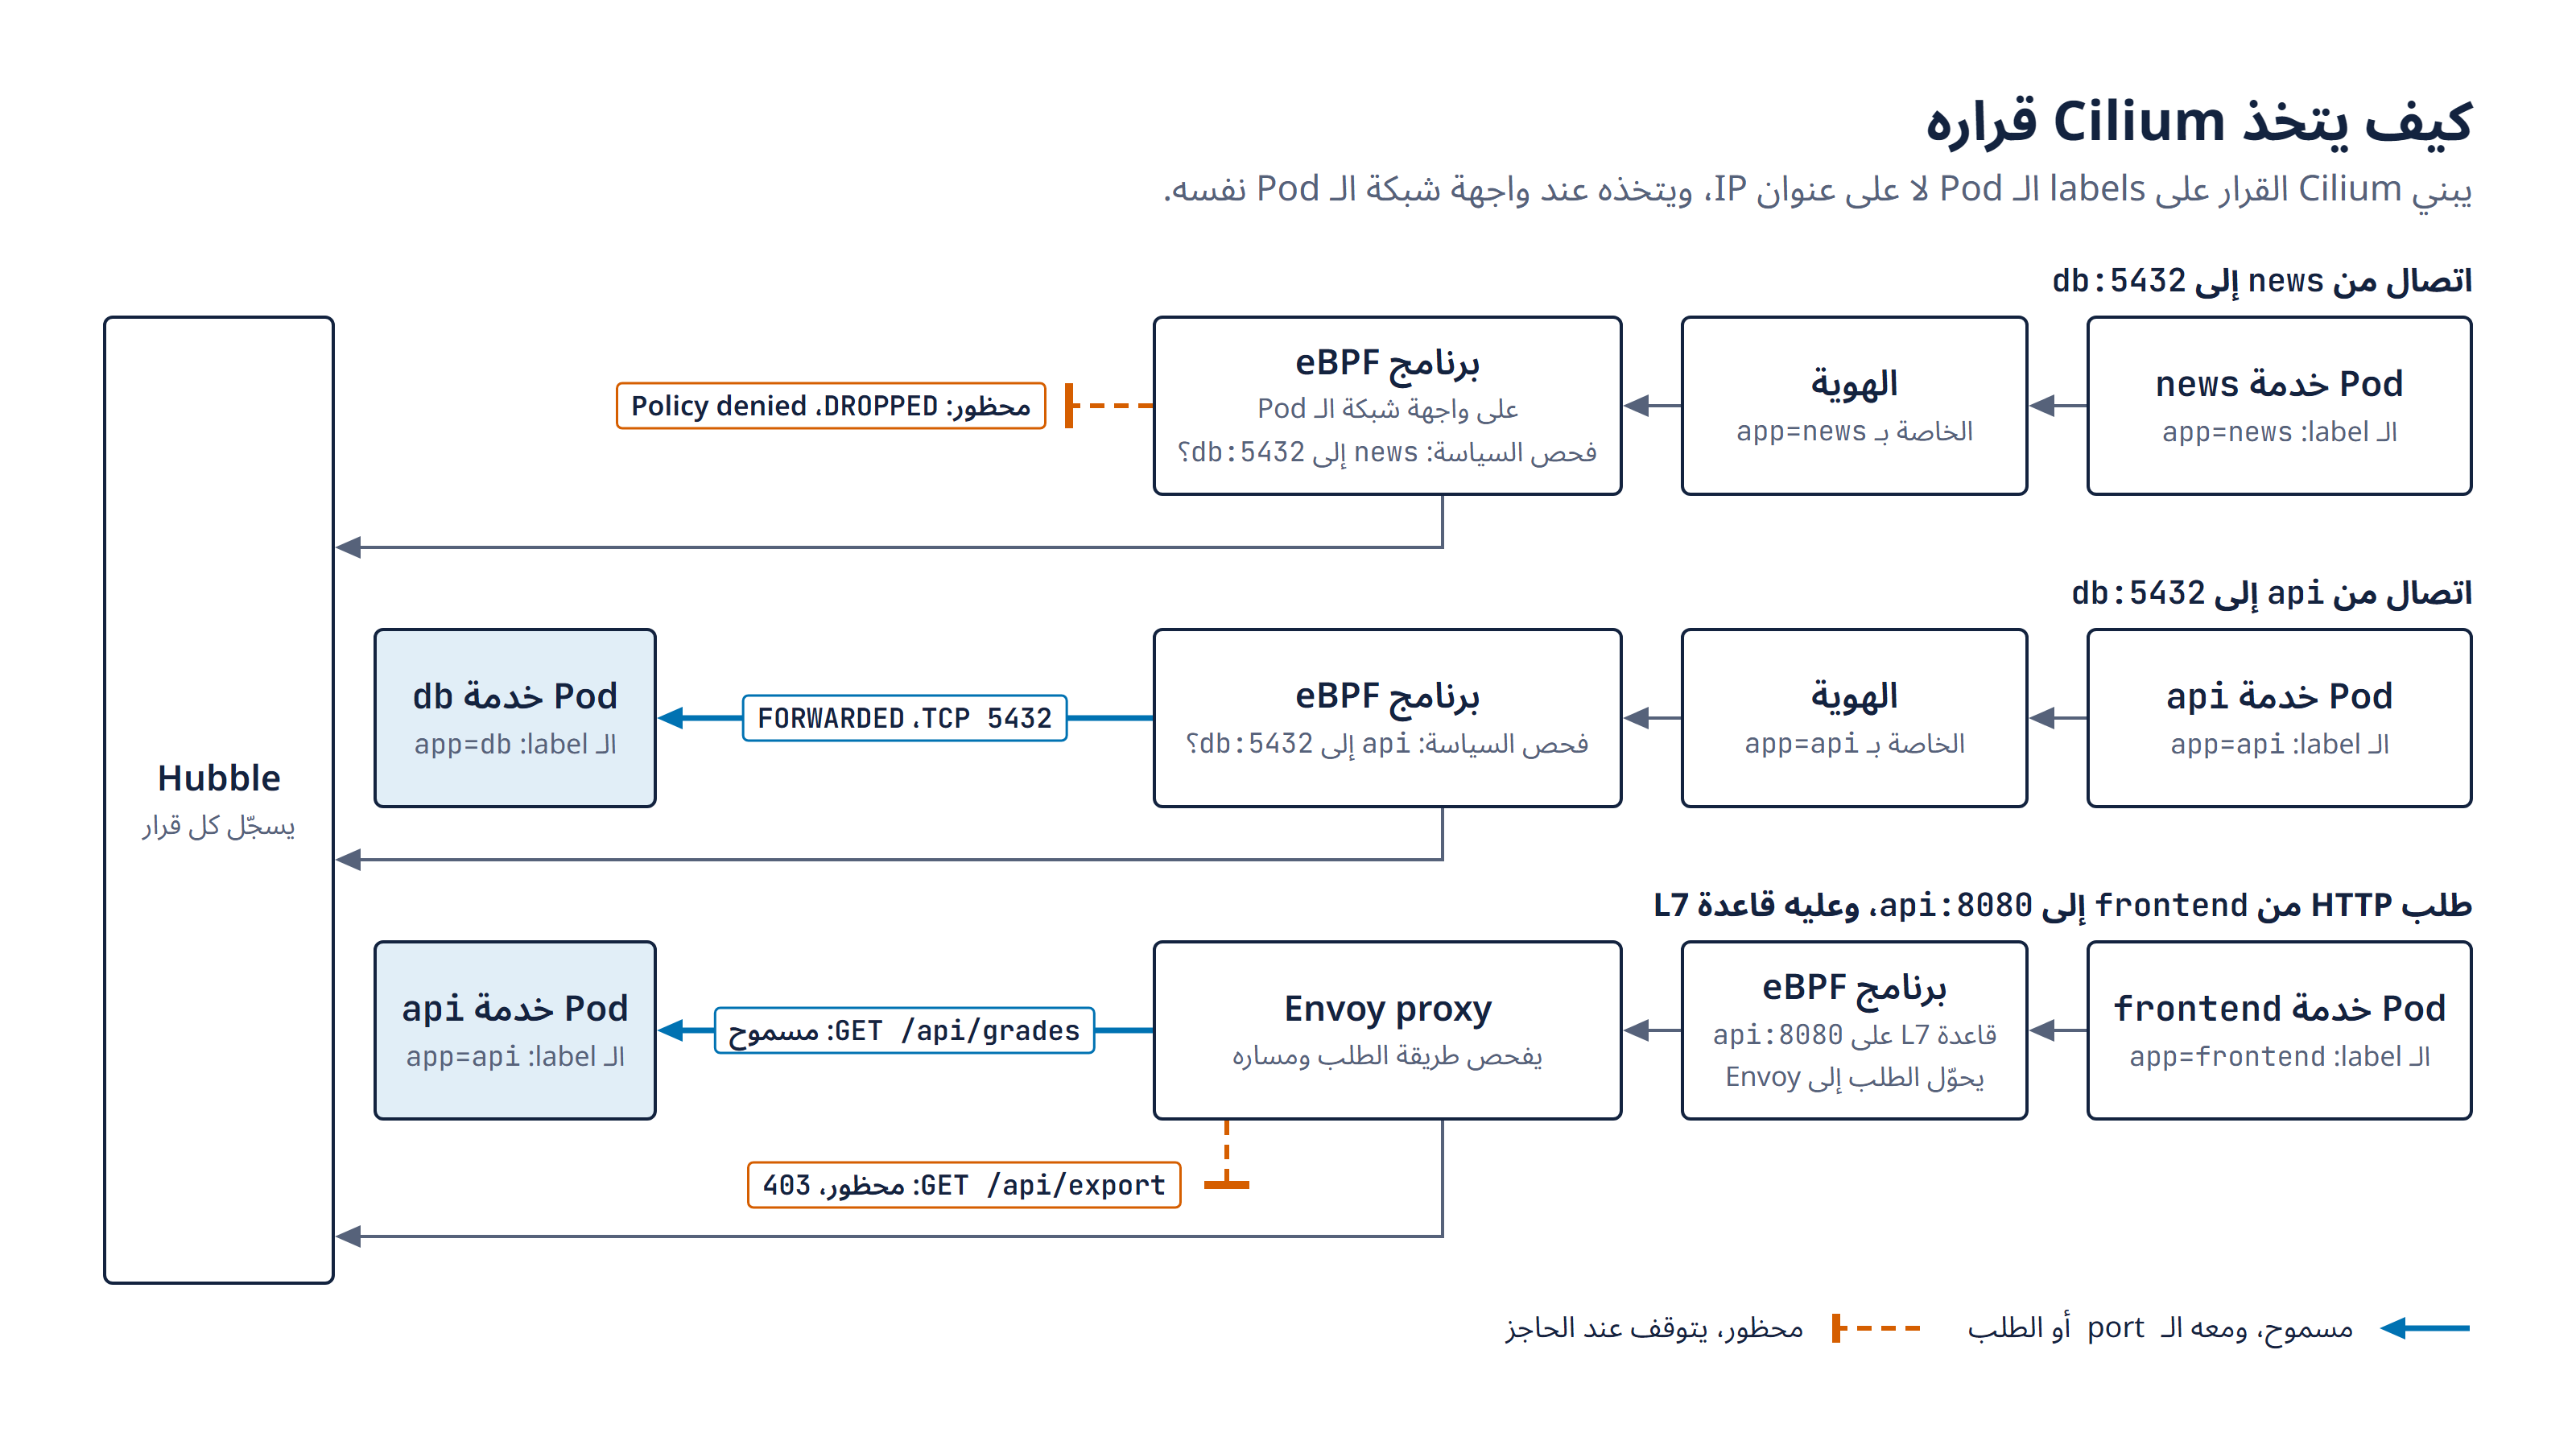 كيف يتخذ Cilium قراره
يبني Cilium القرار على labels الـ Pod لا على عنوان IP، ويتخذه عند واجهة شبكة الـ Pod نفسه.
اتصال من news إلى db:5432
Pod خدمة news
الـ label: app=news
الهوية
الخاصة بـ app=news
برنامج eBPF
على واجهة شبكة الـ Pod
فحص السياسة: news إلى db:5432؟
محظور: DROPPED، Policy denied
اتصال من api إلى db:5432
Pod خدمة api
الـ label: app=api
الهوية
الخاصة بـ app=api
برنامج eBPF
فحص السياسة: api إلى db:5432؟
TCP 5432، FORWARDED
Pod خدمة db
الـ label: app=db
Hubble
يسجّل كل قرار
طلب HTTP من frontend إلى api:8080، وعليه قاعدة L7
Pod خدمة frontend
الـ label: app=frontend
برنامج eBPF
قاعدة L7 على api:8080
يحوّل الطلب إلى Envoy
Envoy proxy
يفحص طريقة الطلب ومساره
GET /api/grades: مسموح
Pod خدمة api
الـ label: app=api
GET /api/export: محظور، 403
مسموح، ومعه الـ port أو الطلب
محظور، يتوقف عند الحاجز